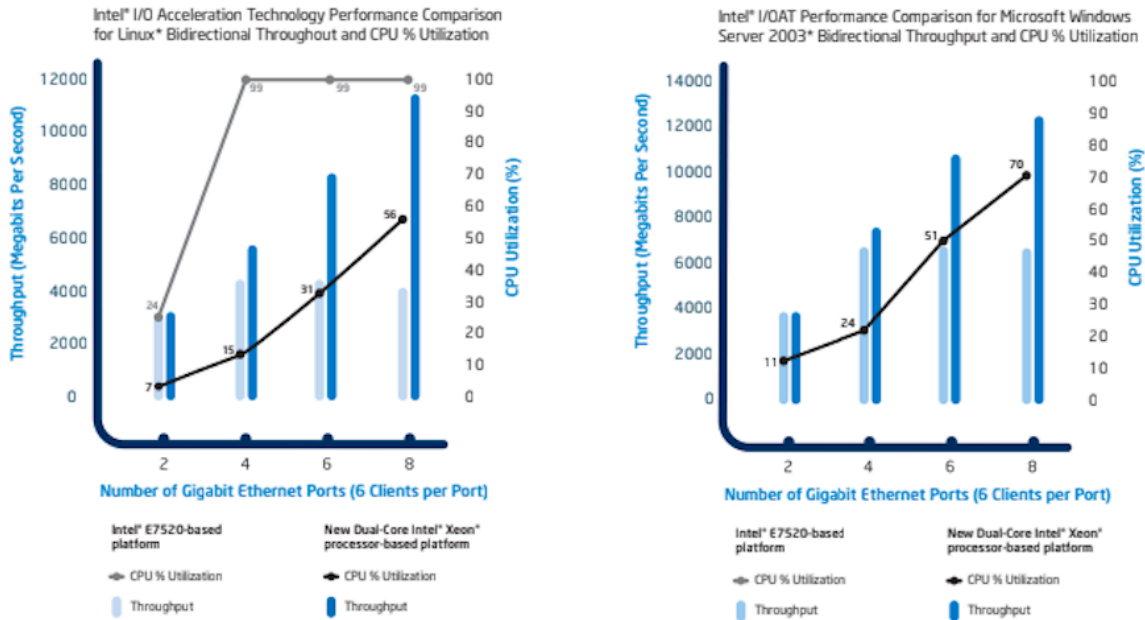 Intel® I/O Acceleration Technology Performance Comparison
for Linux* Bidirectional Throughout and CPU % Utilization
Throughput (Megabits Per Second)
12000
10000
8000
6000
4000
2000
0
CPU Utilization (%)
100
90
80
70
60
50
40
30
20
10
0
24
99
99
99
7
15
31
56
2
4
6
8
Number of Gigabit Ethernet Ports (6 Clients per Port)
Intel® E7520-based
platform
CPU % Utilization
Throughput
New Dual-Core Intel® Xeon®
processor-based platform
CPU % Utilization
Throughput
Intel® I/OAT Performance Comparison for Microsoft Windows
Server 2003* Bidirectional Throughput and CPU % Utilization
Throughput (Megabits Per Second)
14000
12000
10000
8000
6000
4000
2000
0
CPU Utilization (%)
100
90
80
70
60
50
40
30
20
10
0
11
24
51
70
2
4
6
8
Number of Gigabit Ethernet Ports (6 Clients per Port)
Intel® E7520-based
platform
CPU % Utilization
Throughput
New Dual-Core Intel® Xeon®
processor-based platform
CPU % Utilization
Throughput